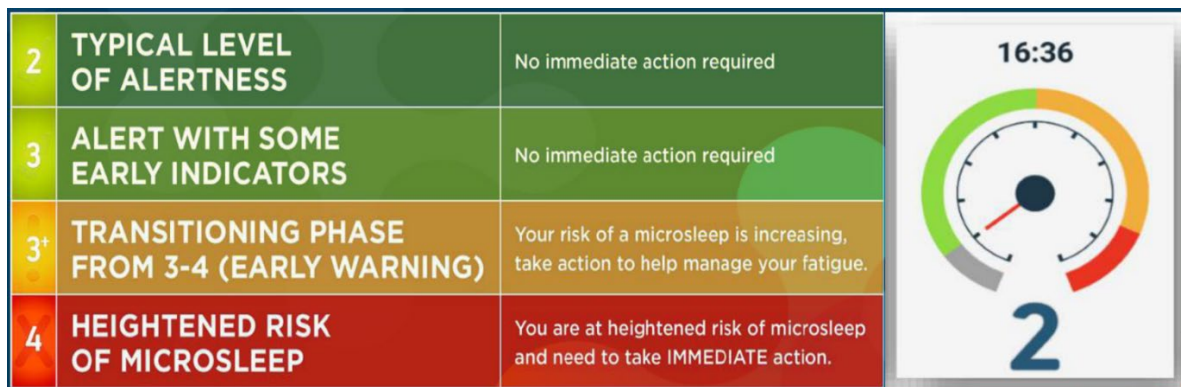 2
TYPICAL LEVEL
OF ALERTNESS
No immediate action required
3
ALERT WITH SOME
EARLY INDICATORS
No immediate action required
3+
TRANSITIONING PHASE
FROM 3-4 (EARLY WARNING)
Your risk of a microsleep is increasing,
take action to help manage your fatigue.
4
HEIGHTENED RISK
OF MICROSLEEP
You are at heightened risk of microsleep
and need to take IMMEDIATE action.
16:36
2